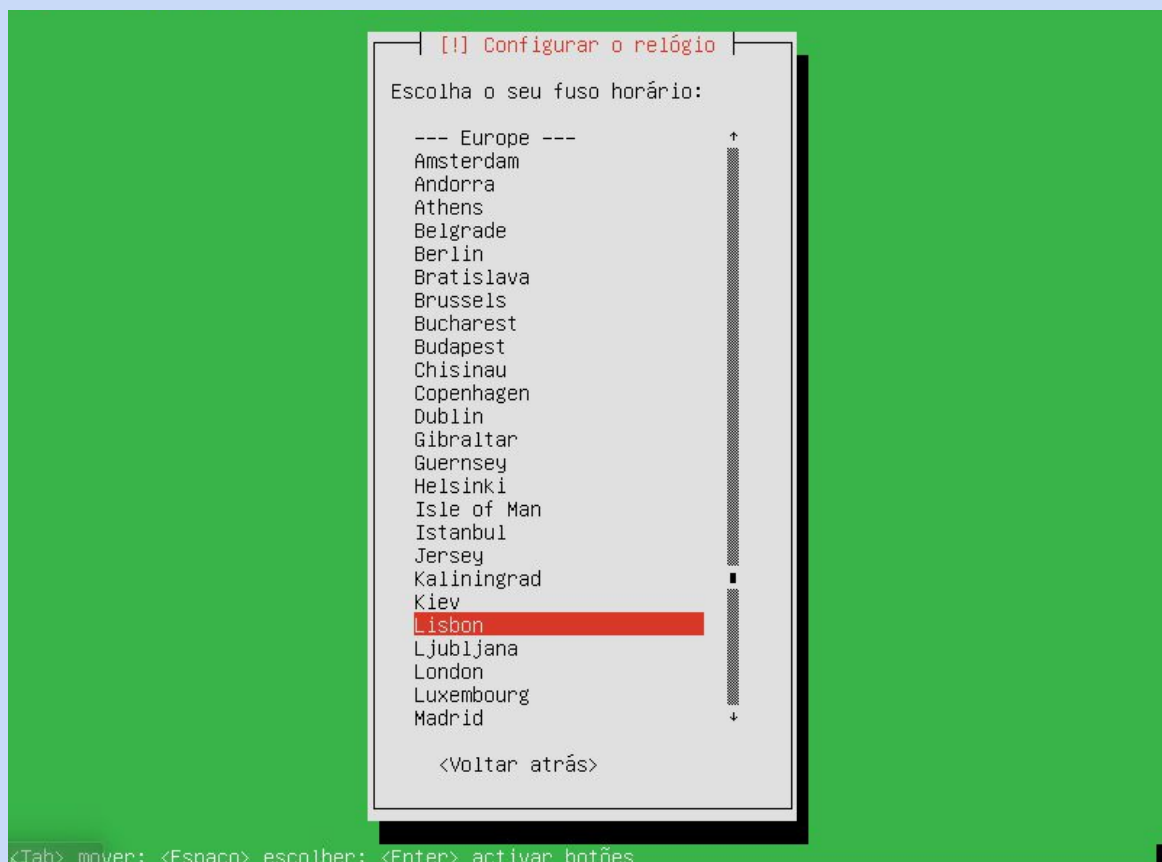 [!] Configurar o relógio
Escolha o seu fuso horário:
--- Europe ---
Amsterdam
Andorra
Athens
Belgrade
Berlin
Bratislava
Brussels
Bucharest
Budapest
Chisinau
Copenhagen
Dublin
Gibraltar
Guernsey
Helsinki
Isle of Man
Istanbul
Jersey
Kaliningrad
Kiev
Lisbon
Ljubljana
London
Luxembourg
Madrid
<Voltar atrás>
<Tab> mover; <Espaço> escolher; <Enter> activar botões